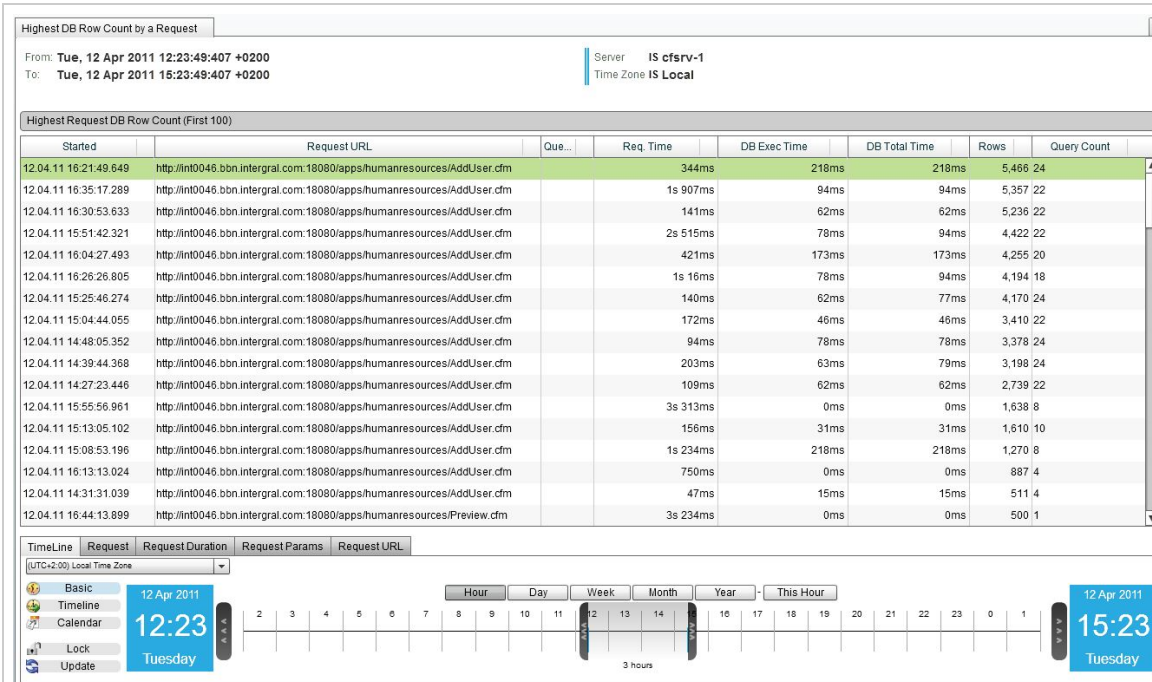 Highest DB Row Count by a Request
From: Tue, 12 Apr 2011 12:23:49:407 +0200 Server IS cfsrv-1
To: Tue, 12 Apr 2011 15:23:49:407 +0200 Time Zone IS Local
Highest Request DB Row Count (First 100)
Started Request URL Que... Req. Time DB Exec Time DB Total Time Rows Query Count
12.04.11 16:21:49.649 http://int0046.bbn.intergral.com:18080/apps/humanresources/AddUser.cfm 344ms 218ms 218ms 5,466 24
12.04.11 16:35:17.289 http://int0046.bbn.intergral.com:18080/apps/humanresources/AddUser.cfm 1s 907ms 94ms 94ms 5,357 22
12.04.11 16:30:53.633 http://int0046.bbn.intergral.com:18080/apps/humanresources/AddUser.cfm 141ms 62ms 62ms 5,236 22
12.04.11 15:51:42.321 http://int0046.bbn.intergral.com:18080/apps/humanresources/AddUser.cfm 2s 515ms 78ms 94ms 4,422 22
12.04.11 16:04:27.493 http://int0046.bbn.intergral.com:18080/apps/humanresources/AddUser.cfm 421ms 173ms 173ms 4,255 20
12.04.11 16:26:26.805 http://int0046.bbn.intergral.com:18080/apps/humanresources/AddUser.cfm 1s 16ms 78ms 94ms 4,194 18
12.04.11 15:25:46.274 http://int0046.bbn.intergral.com:18080/apps/humanresources/AddUser.cfm 140ms 62ms 77ms 4,170 24
12.04.11 15:04:44.055 http://int0046.bbn.intergral.com:18080/apps/humanresources/AddUser.cfm 172ms 46ms 46ms 3,410 22
12.04.11 14:48:05.352 http://int0046.bbn.intergral.com:18080/apps/humanresources/AddUser.cfm 94ms 78ms 78ms 3,378 24
12.04.11 14:39:44.368 http://int0046.bbn.intergral.com:18080/apps/humanresources/AddUser.cfm 203ms 63ms 79ms 3,198 24
12.04.11 14:27:23.446 http://int0046.bbn.intergral.com:18080/apps/humanresources/AddUser.cfm 109ms 62ms 62ms 2,739 22
12.04.11 15:55:56.961 http://int0046.bbn.intergral.com:18080/apps/humanresources/AddUser.cfm 3s 313ms 0ms 0ms 1,638 8
12.04.11 15:13:05.102 http://int0046.bbn.intergral.com:18080/apps/humanresources/AddUser.cfm 156ms 31ms 31ms 1,610 10
12.04.11 15:08:53.196 http://int0046.bbn.intergral.com:18080/apps/humanresources/AddUser.cfm 1s 234ms 218ms 218ms 1,270 8
12.04.11 16:13:13.024 http://int0046.bbn.intergral.com:18080/apps/humanresources/AddUser.cfm 750ms 0ms 0ms 887 4
12.04.11 14:31:31.039 http://int0046.bbn.intergral.com:18080/apps/humanresources/AddUser.cfm 47ms 15ms 15ms 511 4
12.04.11 16:44:13.899 http://int0046.bbn.intergral.com:18080/apps/humanresources/Preview.cfm 3s 234ms 0ms 0ms 500 1
TimeLine Request Request Duration Request Params Request URL
(UTC+2:00) Local Time Zone
Basic 12 Apr 2011 Hour Day Week Month Year - This Hour 12 Apr 2011
Timeline 2 3 4 5 6 7 8 9 10 11 12 13 14 15 16 17 18 19 20 21 22 23 0 1
Calendar 12:23 15:23
Lock Tuesday 3 hours Tuesday
Update